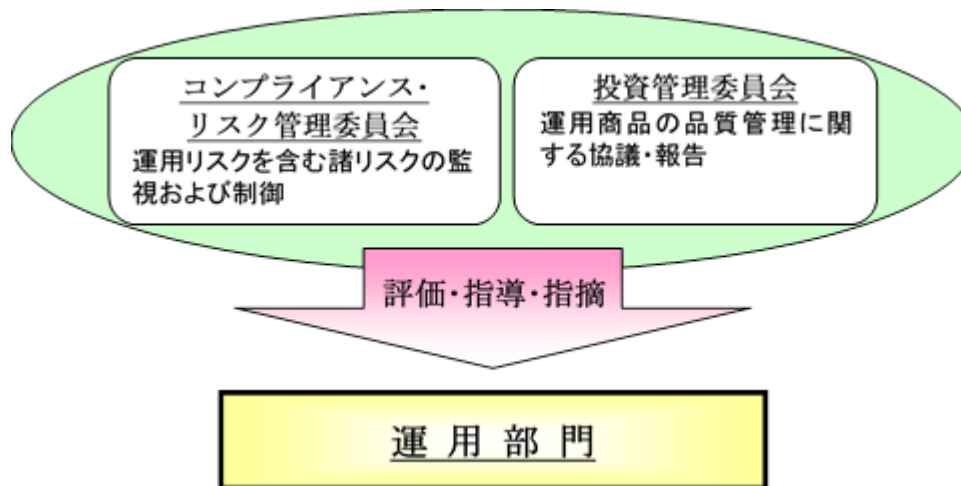 コンプライアンス・
リスク管理委員会
運用リスクを含む諸リスクの監
視および制御
投資管理委員会
運用商品の品質管理に関
する協議・報告
評価・指導・指摘
運用部門